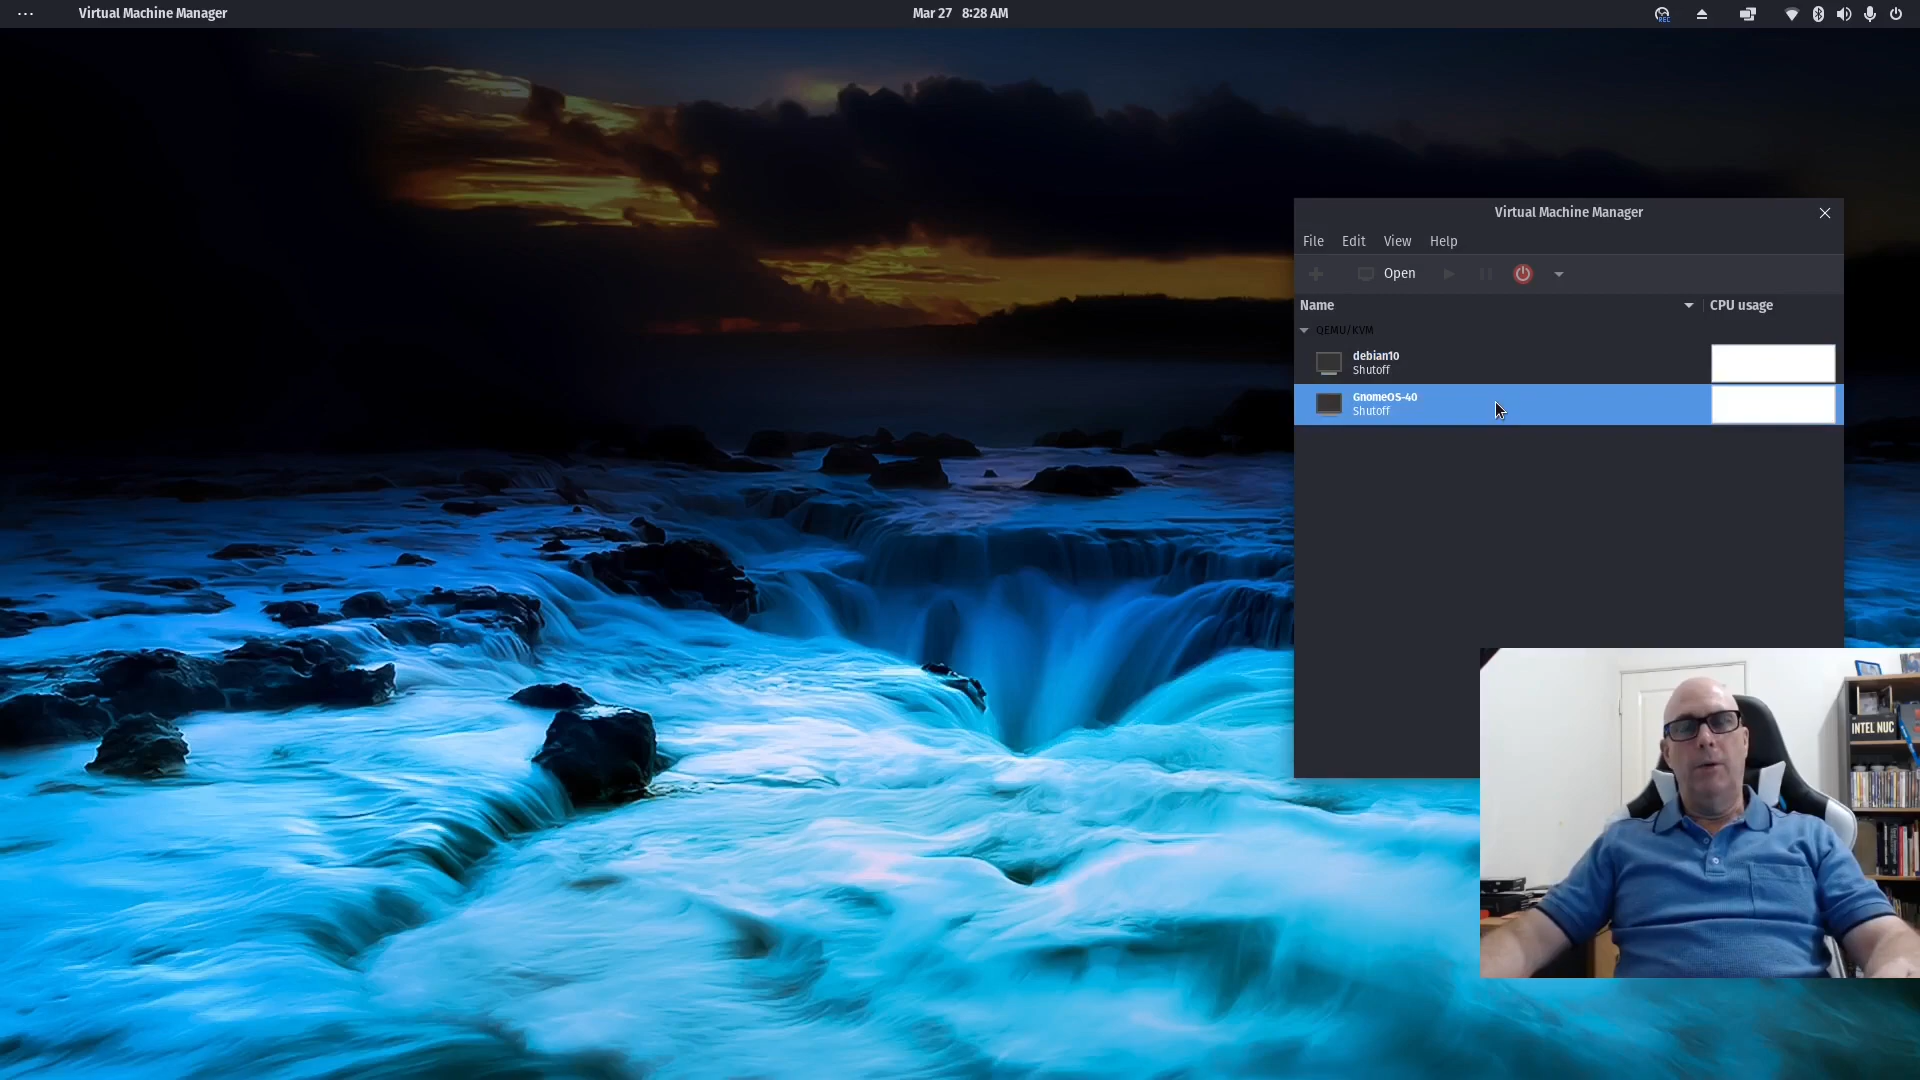 Virtual Machine Manager
Mar 27 8:28 AM
REC
Virtual Machine Manager
File Edit View Help
Open
Name CPU usage
QEMU/KVM
debian10
Shutoff
GnomeOS-40
Shutoff
INTEL NUC